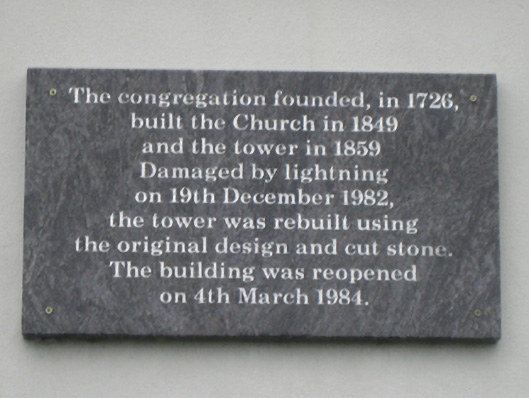 The congregation founded, in 1726,
built the Church in 1849
and the tower in 1859
Damaged by lightning
on 19th December 1982,
the tower was rebuilt using
the original design and cut stone.
The building was reopened
on 4th March 1984.